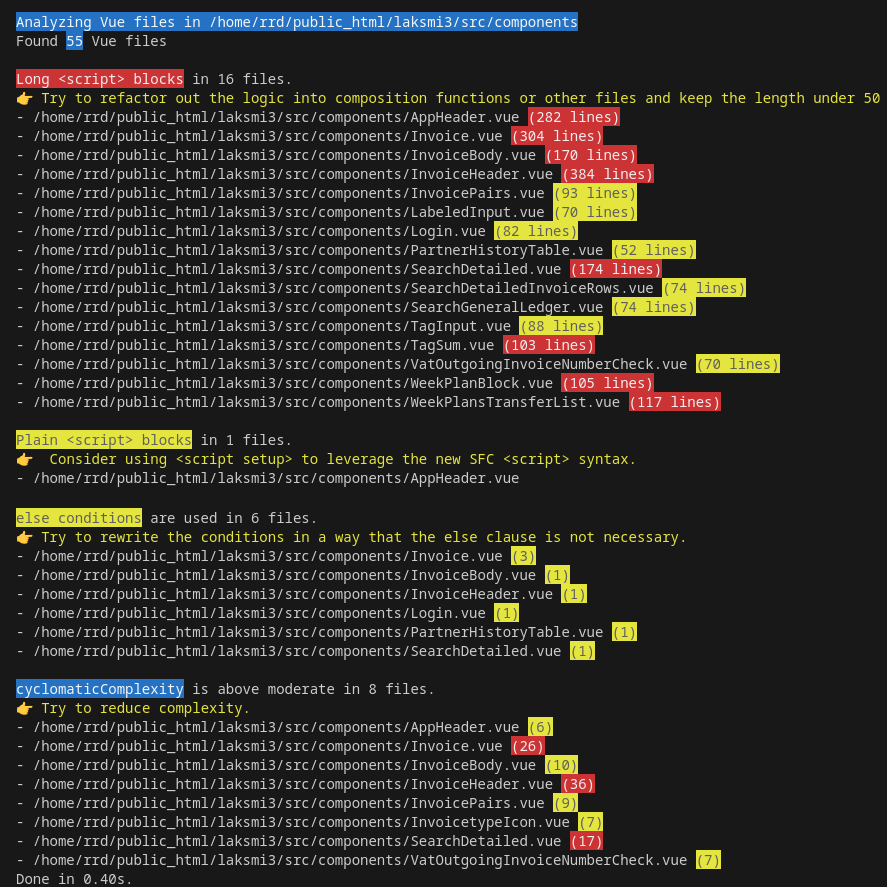 Analyzing Vue files in /home/rrd/public_html/laksmi3/src/components
Found 55 Vue files
Long <script> blocks in 16 files.
👉 Try to refactor out the logic into composition functions or other files and keep the length under 50
- /home/rrd/public_html/laksmi3/src/components/AppHeader.vue (282 lines)
- /home/rrd/public_html/laksmi3/src/components/Invoice.vue (304 lines)
- /home/rrd/public_html/laksmi3/src/components/InvoiceBody.vue (170 lines)
- /home/rrd/public_html/laksmi3/src/components/InvoiceHeader.vue (384 lines)
- /home/rrd/public_html/laksmi3/src/components/InvoicePairs.vue (93 lines)
- /home/rrd/public_html/laksmi3/src/components/LabeledInput.vue (70 lines)
- /home/rrd/public_html/laksmi3/src/components/Login.vue (82 lines)
- /home/rrd/public_html/laksmi3/src/components/PartnerHistoryTable.vue (52 lines)
- /home/rrd/public_html/laksmi3/src/components/SearchDetailed.vue (174 lines)
- /home/rrd/public_html/laksmi3/src/components/SearchDetailedInvoiceRows.vue (74 lines)
- /home/rrd/public_html/laksmi3/src/components/SearchGeneralLedger.vue (74 lines)
- /home/rrd/public_html/laksmi3/src/components/TagInput.vue (88 lines)
- /home/rrd/public_html/laksmi3/src/components/TagSum.vue (103 lines)
- /home/rrd/public_html/laksmi3/src/components/VatOutgoingInvoiceNumberCheck.vue (70 lines)
- /home/rrd/public_html/laksmi3/src/components/WeekPlanBlock.vue (105 lines)
- /home/rrd/public_html/laksmi3/src/components/WeekPlansTransferList.vue (117 lines)
Plain <script> blocks in 1 files.
👉  Consider using <script setup> to leverage the new SFC <script> syntax.
- /home/rrd/public_html/laksmi3/src/components/AppHeader.vue
else conditions are used in 6 files.
👉 Try to rewrite the conditions in a way that the else clause is not necessary.
- /home/rrd/public_html/laksmi3/src/components/Invoice.vue (3)
- /home/rrd/public_html/laksmi3/src/components/InvoiceBody.vue (1)
- /home/rrd/public_html/laksmi3/src/components/InvoiceHeader.vue (1)
- /home/rrd/public_html/laksmi3/src/components/Login.vue (1)
- /home/rrd/public_html/laksmi3/src/components/PartnerHistoryTable.vue (1)
- /home/rrd/public_html/laksmi3/src/components/SearchDetailed.vue (1)
cyclomaticComplexity is above moderate in 8 files.
👉 Try to reduce complexity.
- /home/rrd/public_html/laksmi3/src/components/AppHeader.vue (6)
- /home/rrd/public_html/laksmi3/src/components/Invoice.vue (26)
- /home/rrd/public_html/laksmi3/src/components/InvoiceBody.vue (10)
- /home/rrd/public_html/laksmi3/src/components/InvoiceHeader.vue (36)
- /home/rrd/public_html/laksmi3/src/components/InvoicePairs.vue (9)
- /home/rrd/public_html/laksmi3/src/components/InvoicetypeIcon.vue (7)
- /home/rrd/public_html/laksmi3/src/components/SearchDetailed.vue (17)
- /home/rrd/public_html/laksmi3/src/components/VatOutgoingInvoiceNumberCheck.vue (7)
Done in 0.40s.